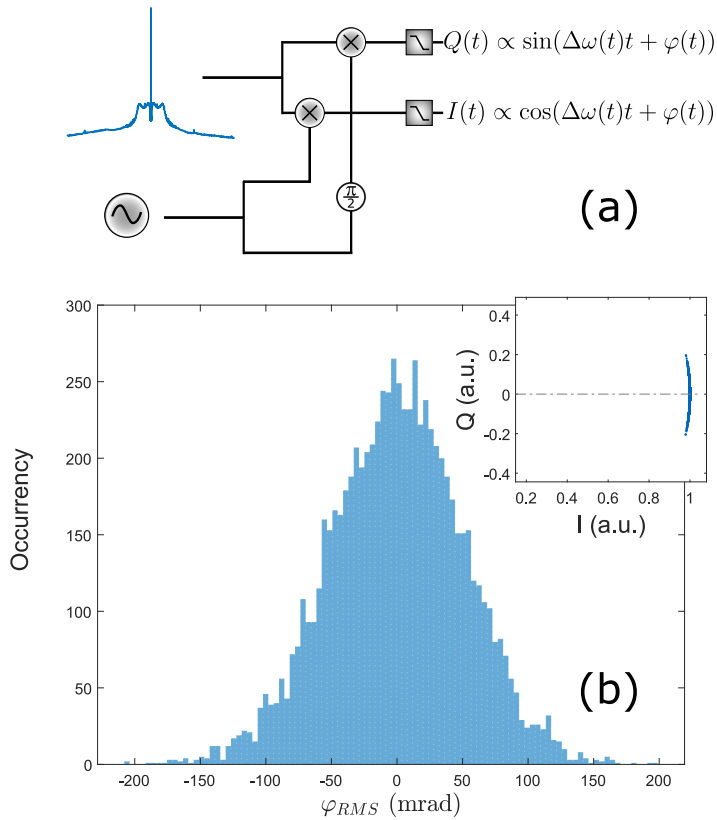 Q(t) ∝ sin(Δω(t)t + φ(t))
I(t) ∝ cos(Δω(t)t + φ(t))
π/2
(a)
300
250
200
150
100
50
0
Occurrency
-200 -150 -100 -50 0 50 100 150 200
φRMS (mrad)
(b)
0.4
0.2
0
-0.2
-0.4
Q (a.u.)
0.2 0.4 0.6 0.8 1
I (a.u.)